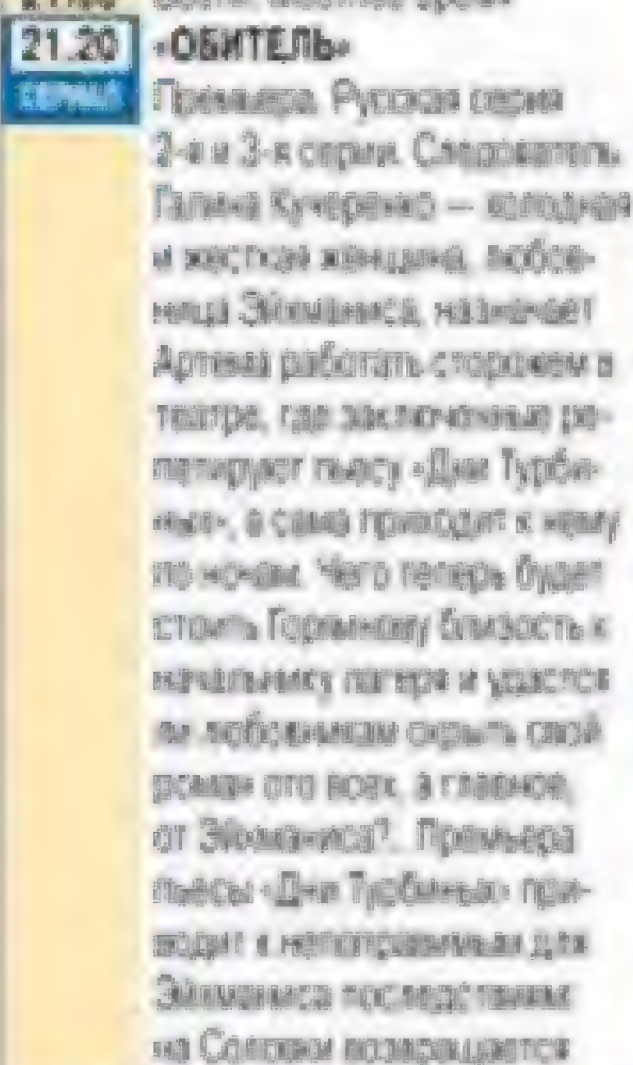 21.20 «ОБИТЕЛЬ»
СЕРИАЛ
Премьера. Русская серия
2-я и 3-я серии. Следователь
Галина Кучеренко — холодная
и жесткая женщина, любов-
ница Эйхманиса, назначает
Артема работать сторожем в
театре, где заключенные ре-
петируют пьесу «Дни Турби-
ных», а сама приходит к нему
по ночам. Чего теперь будет
стоить Горяинову близость к
начальнику лагеря и удастся
ли любовникам скрыть свой
роман ото всех, а главное,
от Эйхманиса?.. Премьера
пьесы «Дни Турбиных» при-
водит к непоправимым для
Эйхманиса последствиям:
на Соловки возвращается